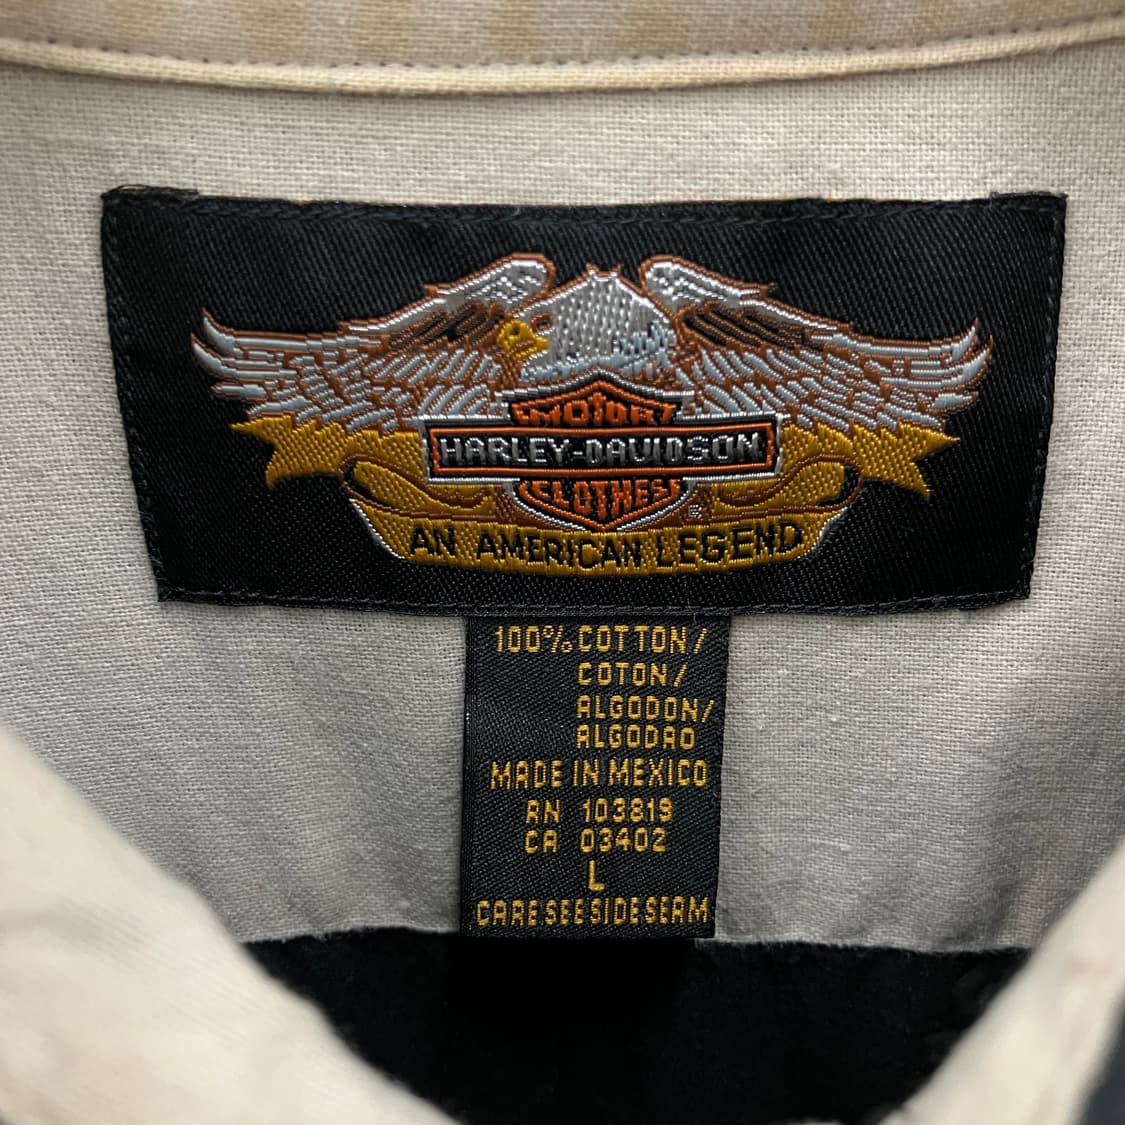 MOTOR
HARLEY-DAVIDSON
CLOTHES
®
AN AMERICAN LEGEND
100% COTTON/
COTON/
ALGODON/
ALGODAO
MADE IN MEXICO
RN 103819
CA 03402
L
CARE SEE SIDE SEAM